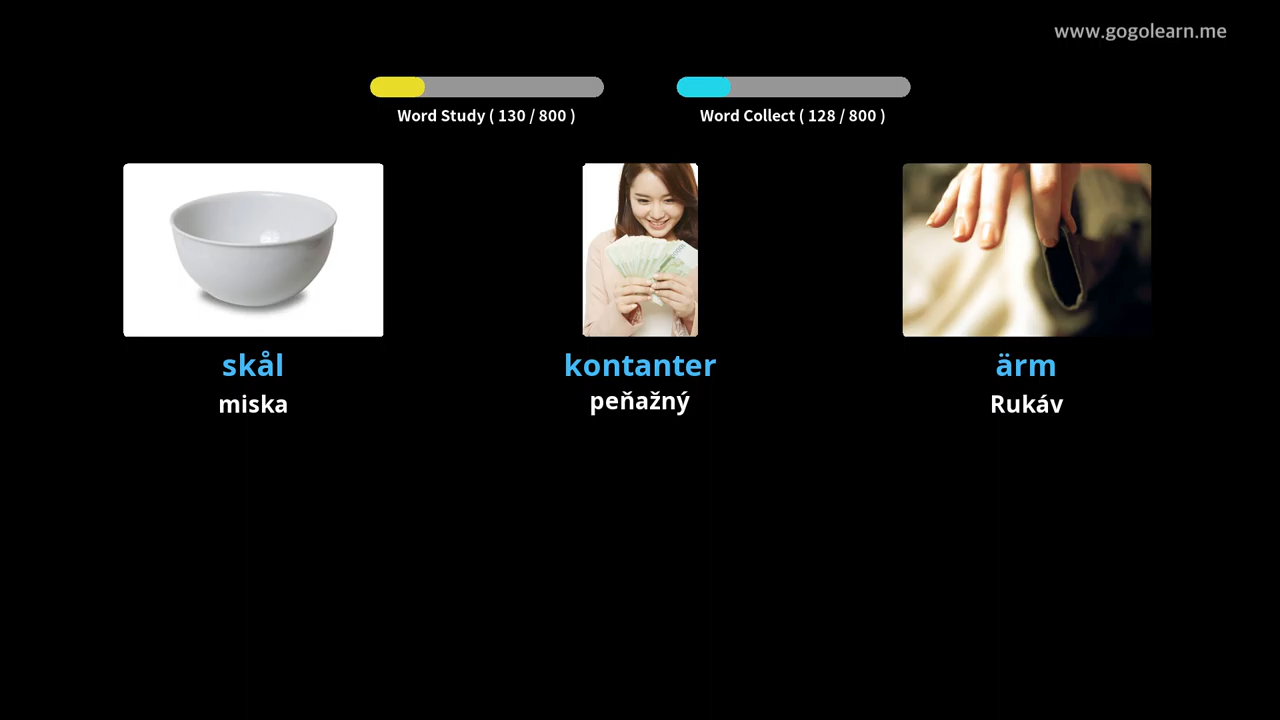 www.gogolearn.me
Word Study ( 130 / 800 )
Word Collect ( 128 / 800 )
skål
kontanter
ärm
miska
peňažný
Rukáv